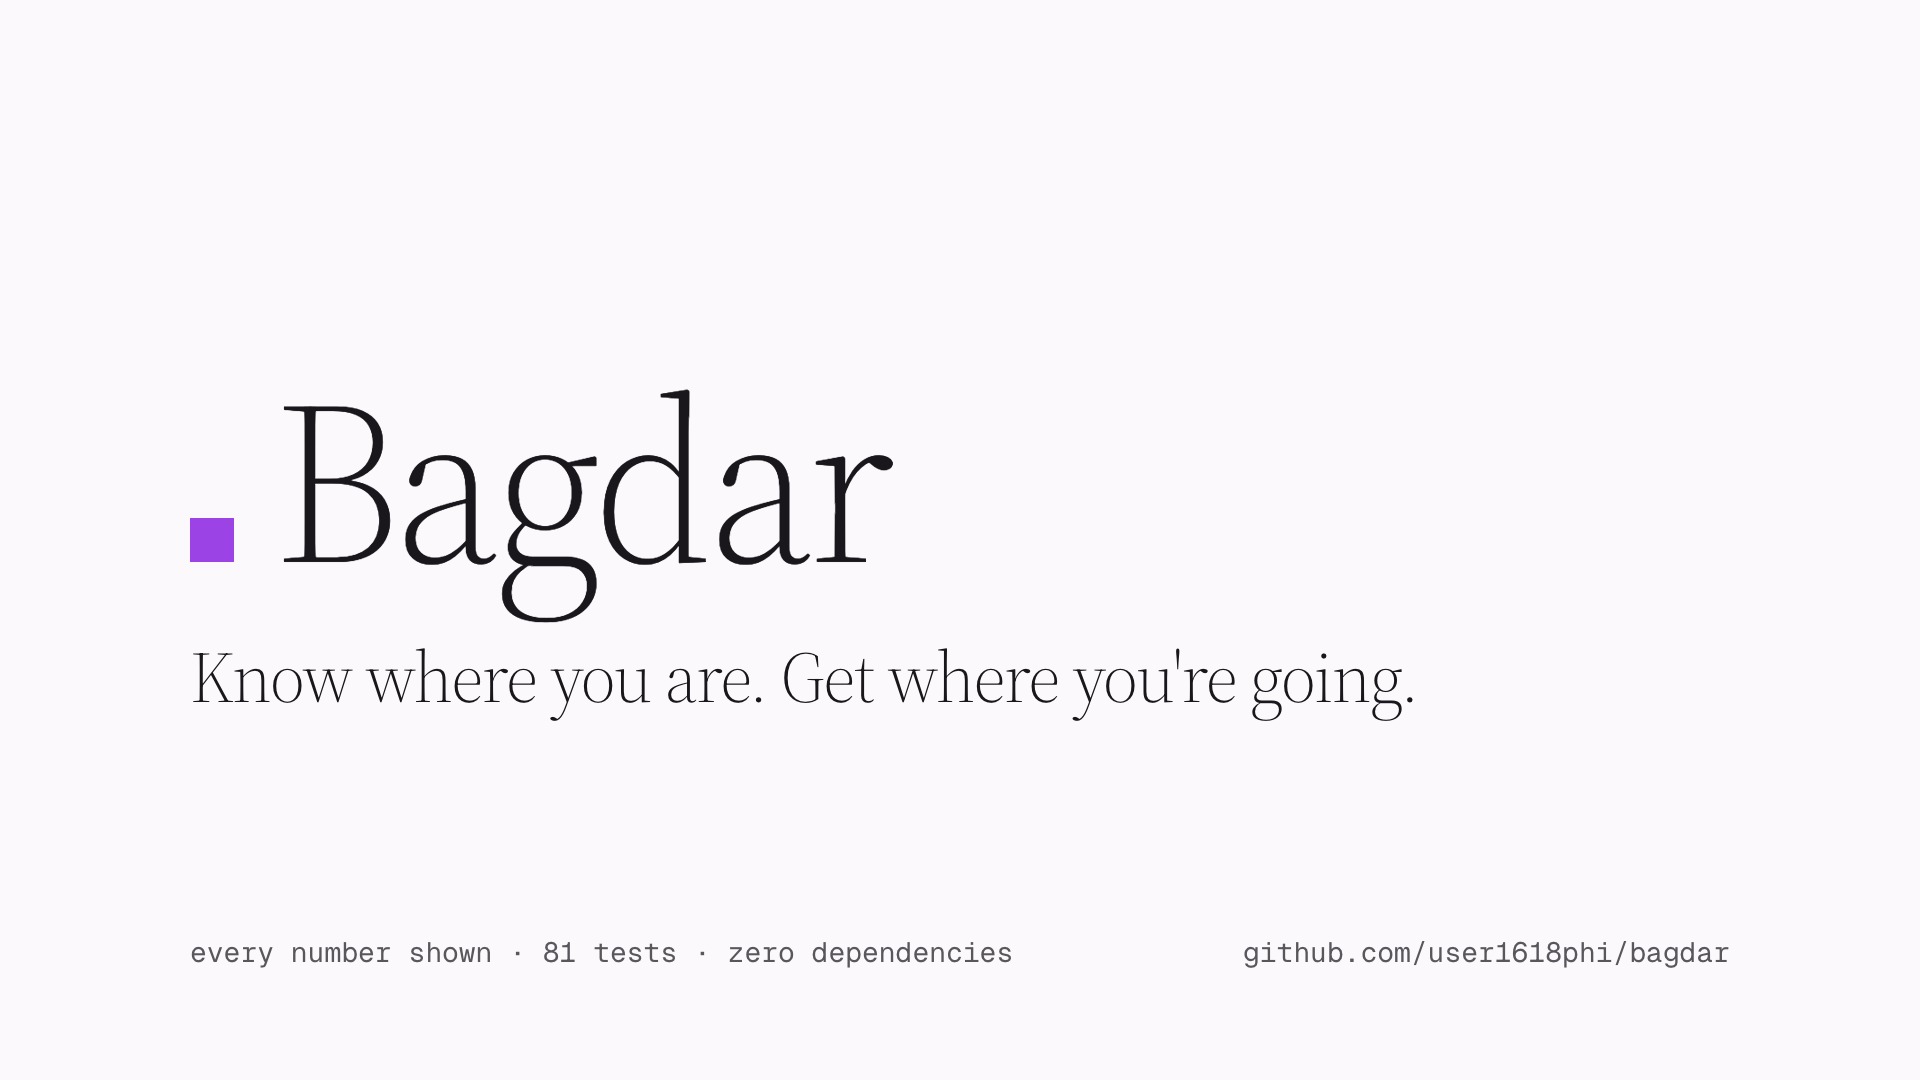 Bagdar
Know where you are. Get where you're going.
every number shown · 81 tests · zero dependencies
github.com/user1618phi/bagdar